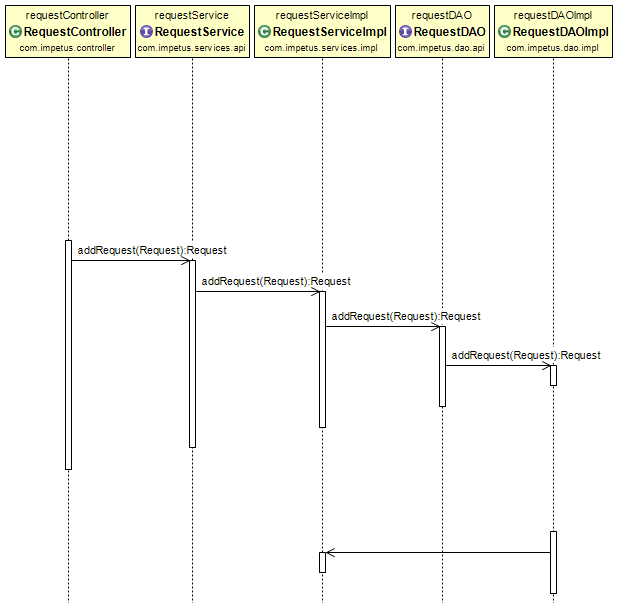 requestController
C RequestController
com.impetus.controller
requestService
I RequestService
com.impetus.services.api
requestServiceImpl
C RequestServiceImpl
com.impetus.services.impl
requestDAO
I RequestDAO
com.impetus.dao.api
requestDAOImpl
C RequestDAOImpl
com.impetus.dao.impl
addRequest(Request):Request
addRequest(Request):Request
addRequest(Request):Request
addRequest(Request):Request